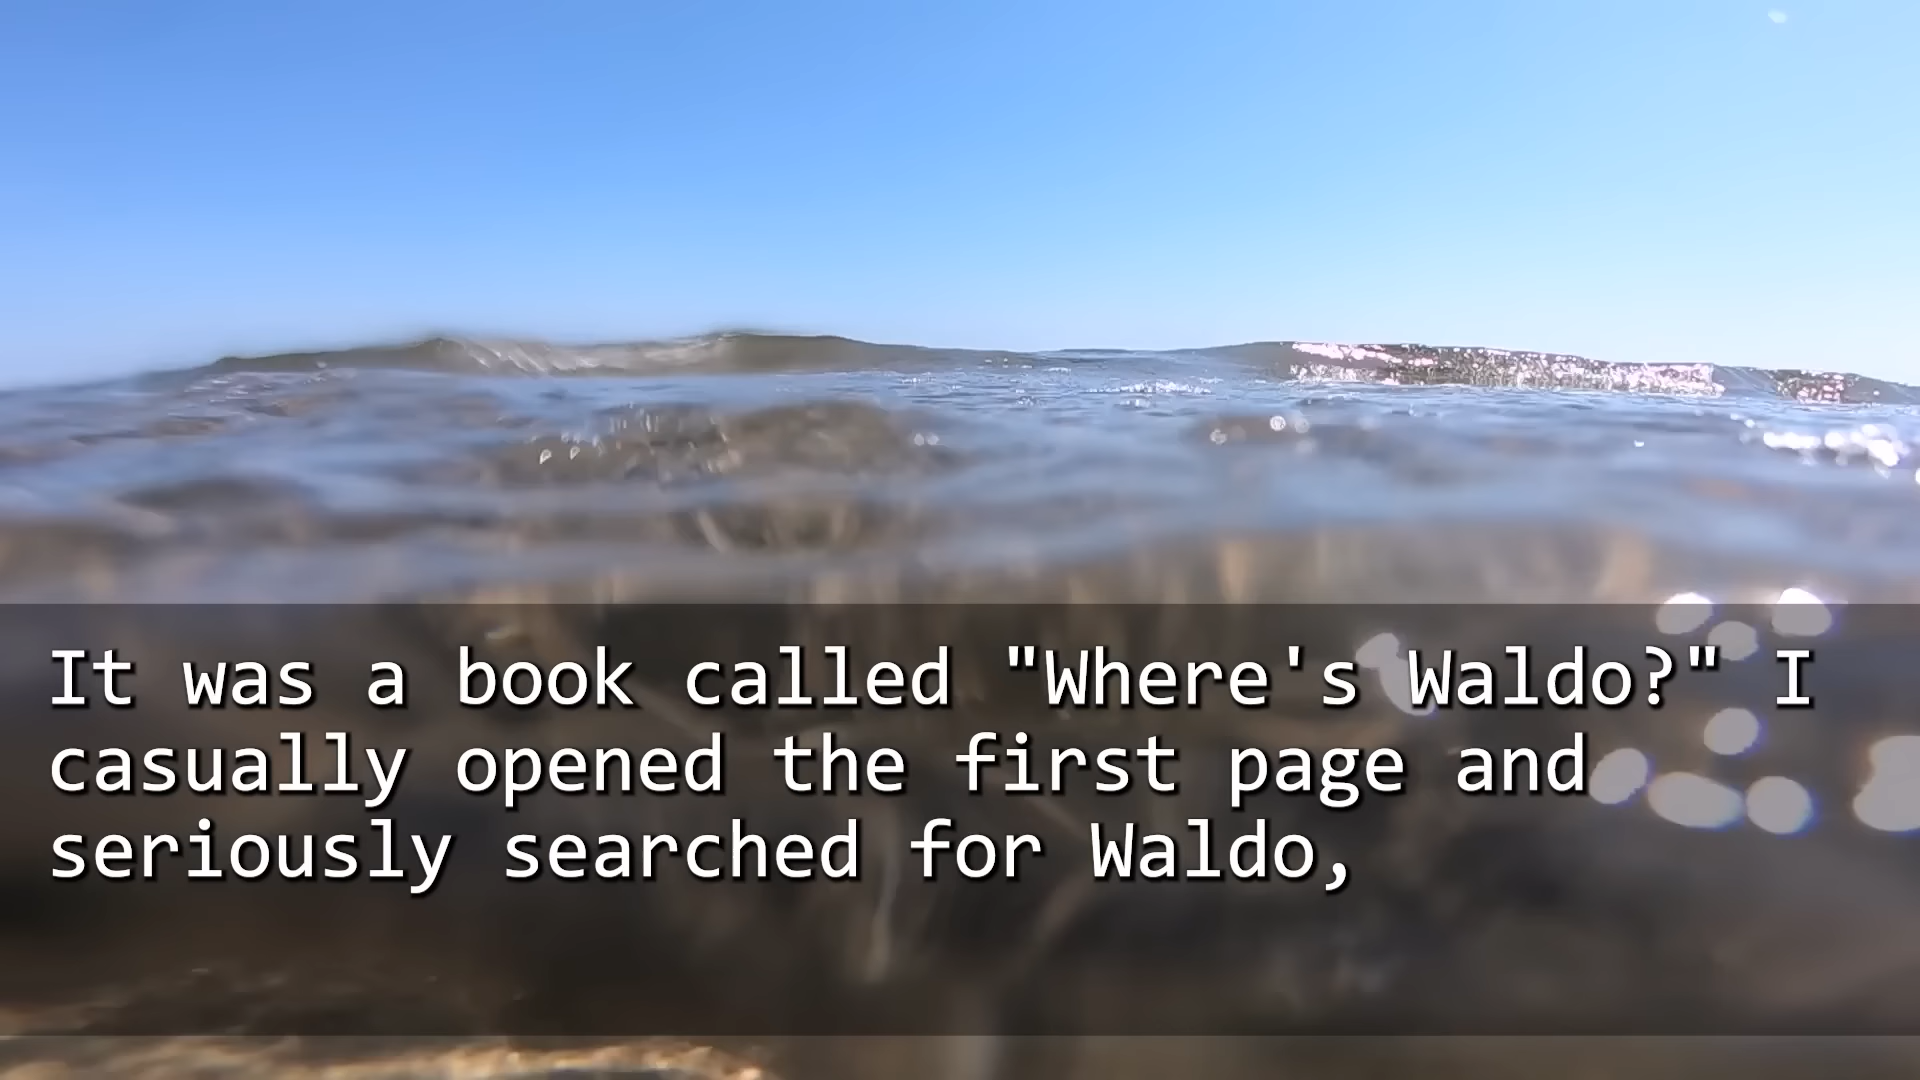 It was a book called "Where's Waldo?" I
casually opened the first page and
seriously searched for Waldo,